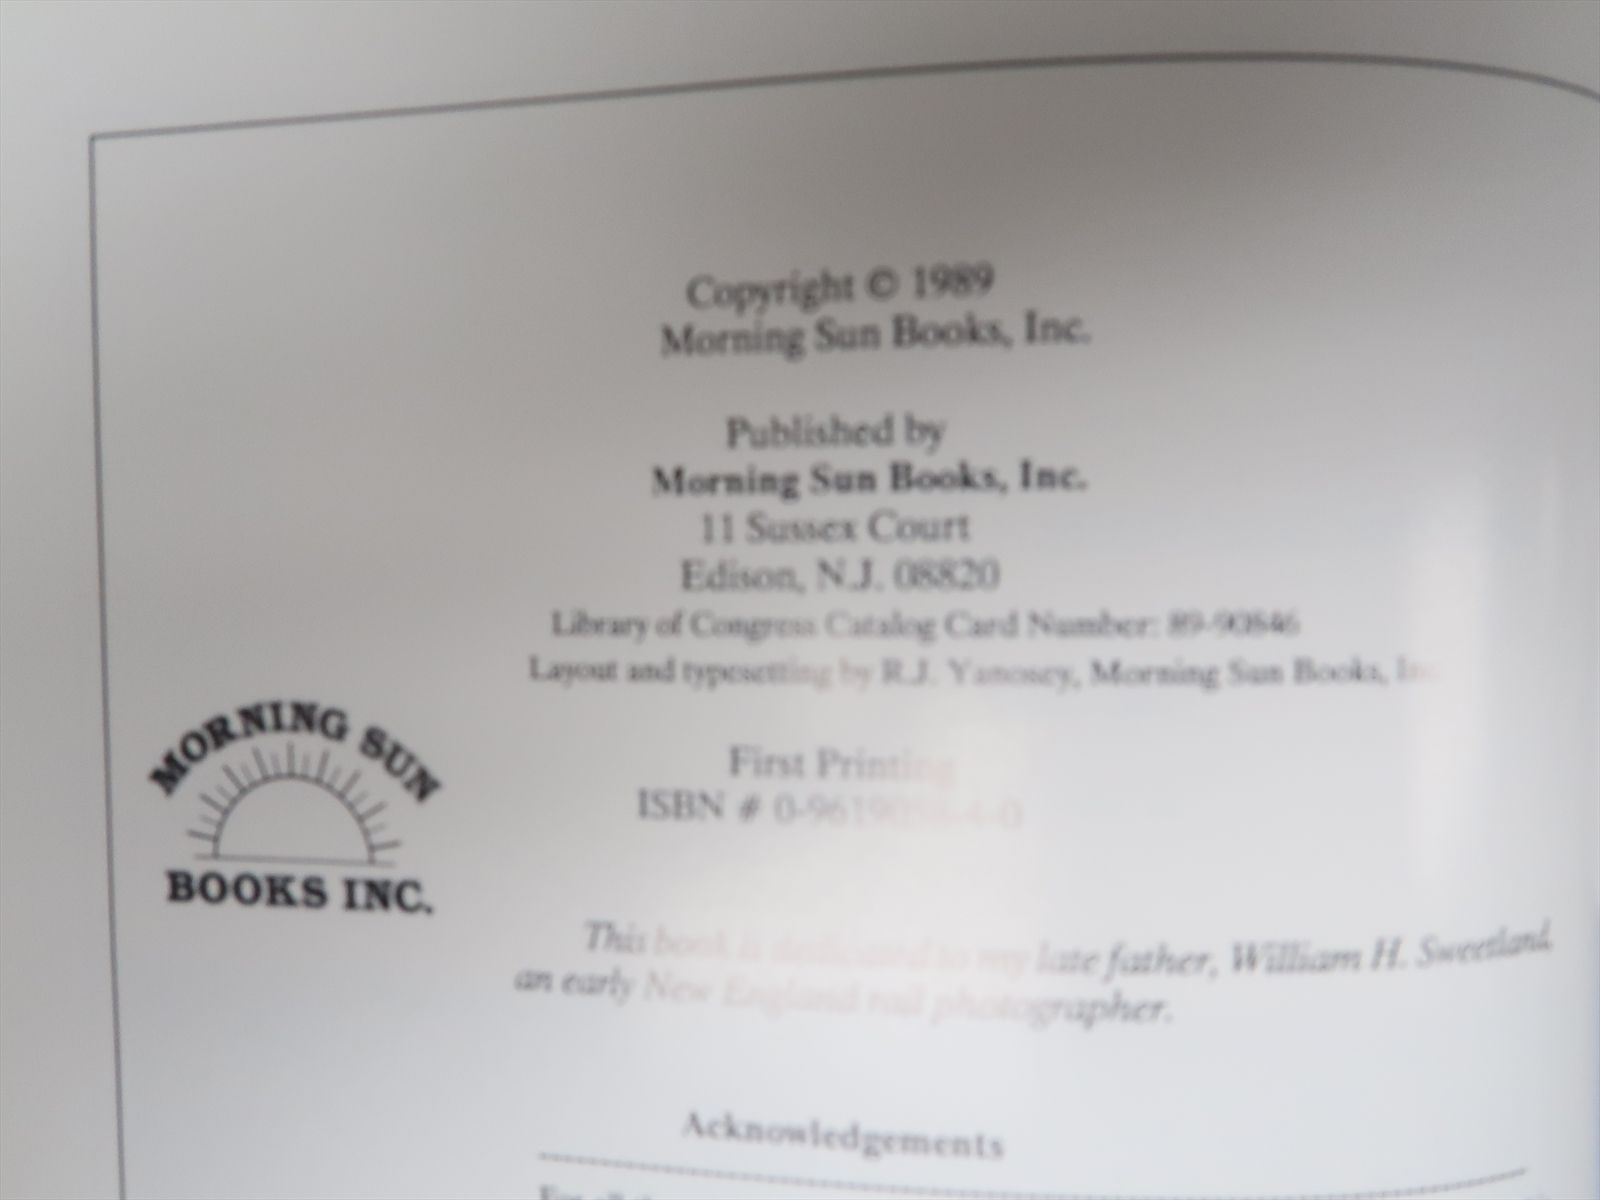 Copyright © 1989
Morning Sun Books, Inc.
Published by
Morning Sun Books, Inc.
11 Sussex Court
Edison, N.J. 08820
Library of Congress Catalog Card Number: 89-90846
Layout and typesetting by R.J. Yanosey, Morning Sun Books, Inc.
MORNING SUN
BOOKS INC.
First Printing
ISBN #
This book is dedicated to my late father, William H. Sweetland,
an early New England rail photographer.
Acknowledgements